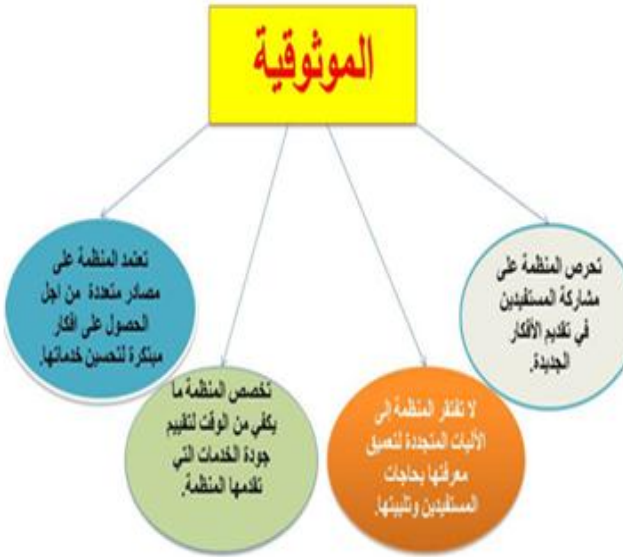 الموثوقية
تحرص المنظمة على
مشاركة المستفيدين
في تقديم الأفكار
الجديدة.
لا تفتقر المنظمة إلى
الأليات المتجددة لتعميق
معرفتها بحاجات
المستفيدين وتلبيتها.
تخصص المنظمة ما
يكفي من الوقت لتقييم
جودة الخدمات التي
تقدمها المنظمة.
تعتمد المنظمة على
مصادر متعددة من اجل
الحصول على افكار
مبتكرة لتحسين خدماتها.